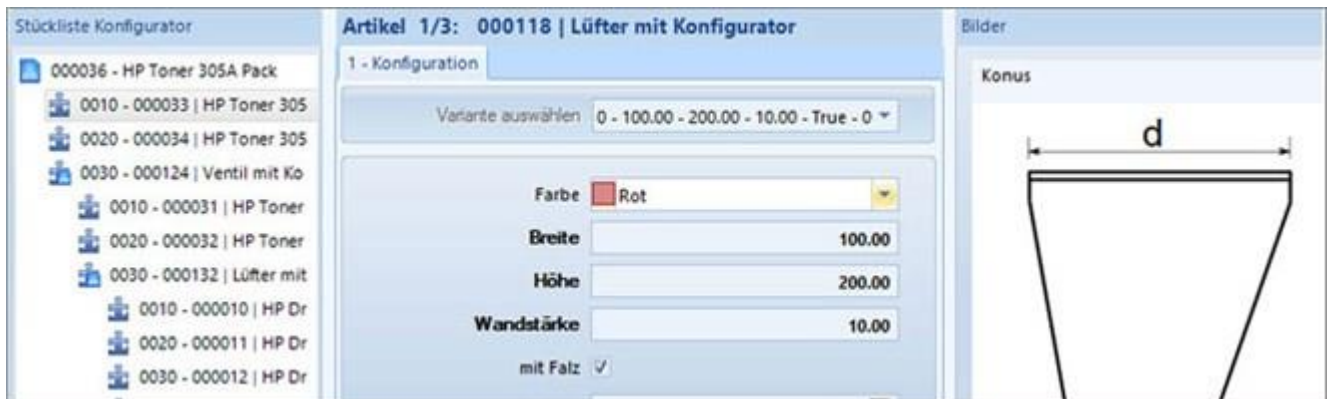 Stückliste Konfigurator
000036 - HP Toner 305A Pack
0010 - 000033 | HP Toner 305
0020 - 000034 | HP Toner 305
0030 - 000124 | Ventil mit Ko
0010 - 000031 | HP Toner
0020 - 000032 | HP Toner
0030 - 000132 | Lüfter mit
0010 - 000010 | HP Dr
0020 - 000011 | HP Dr
0030 - 000012 | HP Dr
Artikel 1/3: 000118 | Lüfter mit Konfigurator
1 - Konfiguration
Variante auswählen 0 - 100.00 - 200.00 - 10.00 - True - 0
Farbe Rot
Breite 100.00
Höhe 200.00
Wandstärke 10.00
mit Falz
Bilder
Konus
d